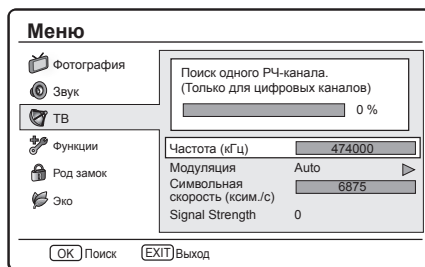 Меню
Фотография
Звук
ТВ
Функции
Род замок
Эко
Поиск одного РЧ-канала.
(Только для цифровых каналов)
0 %
Частота (кГц) 474000
Модуляция Auto
Символьная
скорость (ксим./с) 6875
Signal Strength 0
OK Поиск EXIT Выход